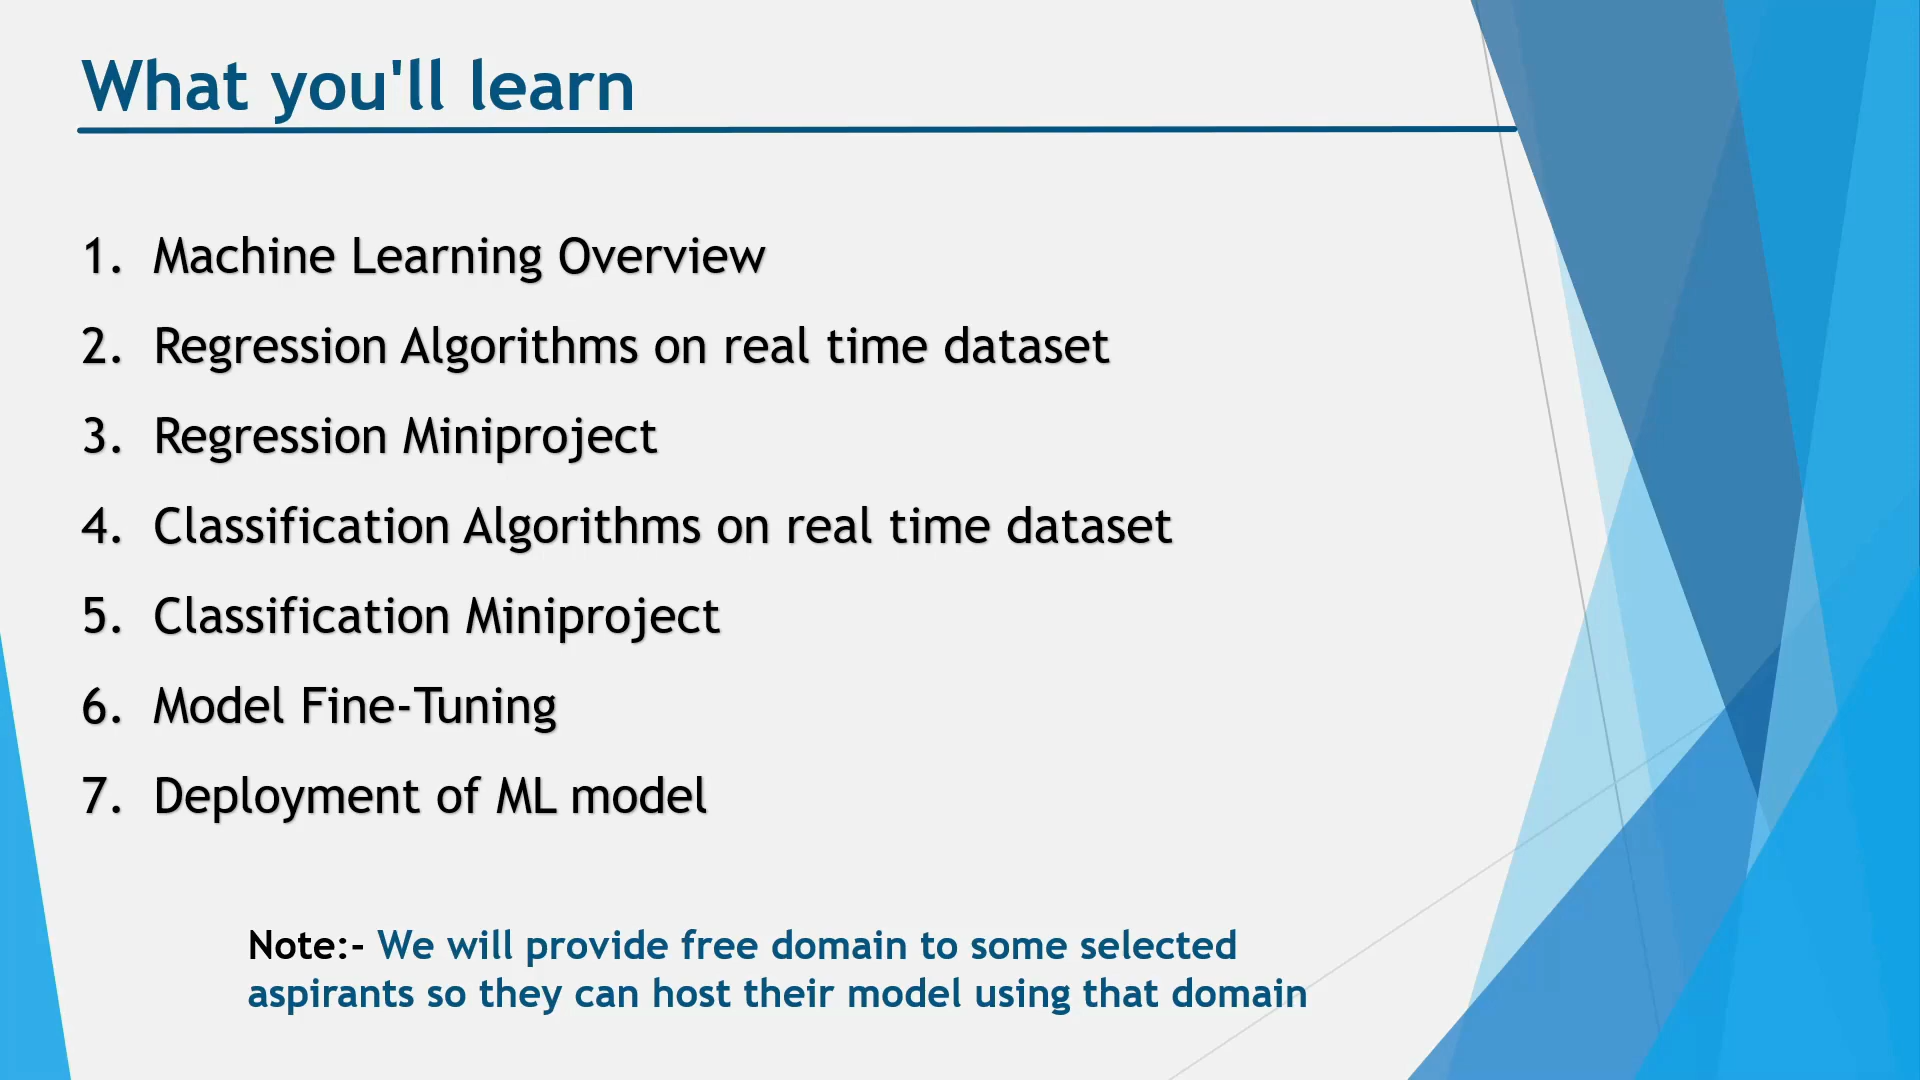 What you'll learn
1. Machine Learning Overview
2. Regression Algorithms on real time dataset
3. Regression Miniproject
4. Classification Algorithms on real time dataset
5. Classification Miniproject
6. Model Fine-Tuning
7. Deployment of ML model
Note:- We will provide free domain to some selected
aspirants so they can host their model using that domain